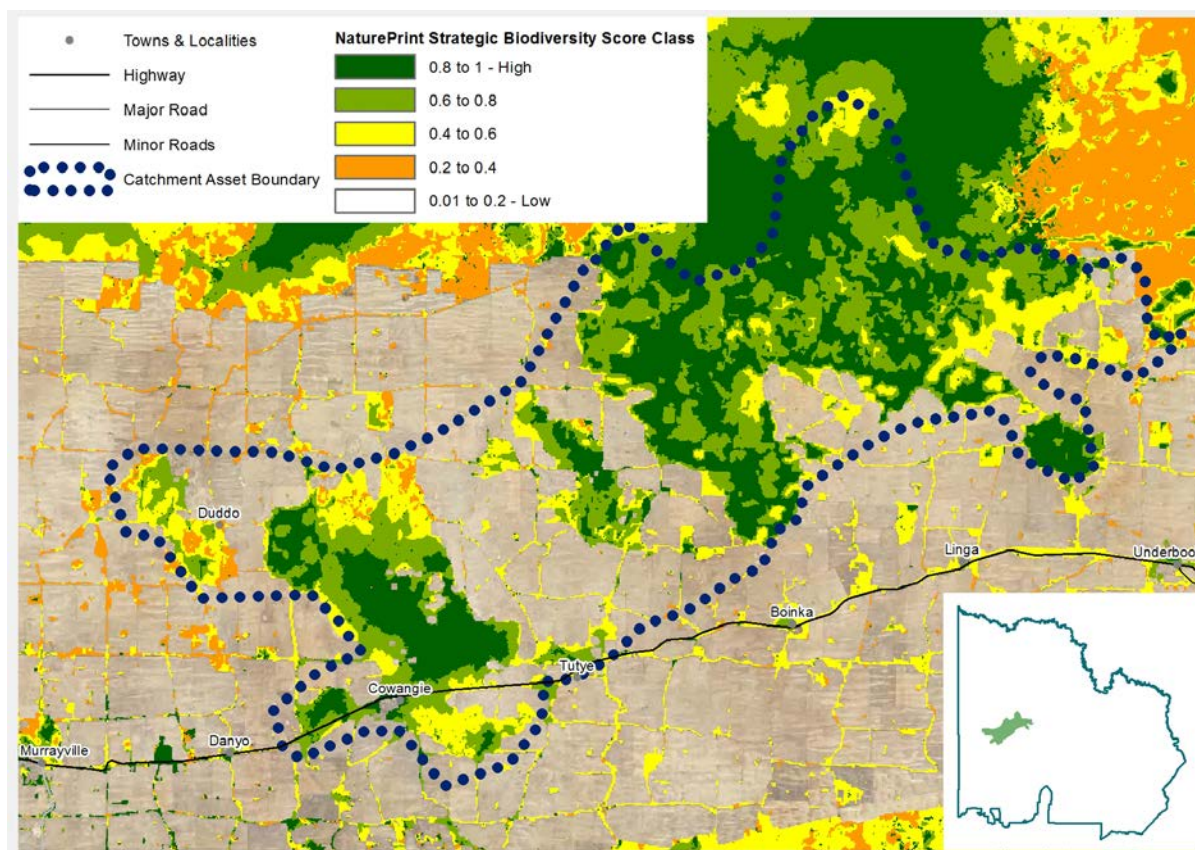 Towns & Localities
Highway
Major Road
Minor Roads
Catchment Asset Boundary
NaturePrint Strategic Biodiversity Score Class
0.8 to 1 - High
0.6 to 0.8
0.4 to 0.6
0.2 to 0.4
0.01 to 0.2 - Low
Duddo
Linga
Underbool
Boinka
Tutye
Cowangie
Danyo
Murrayville